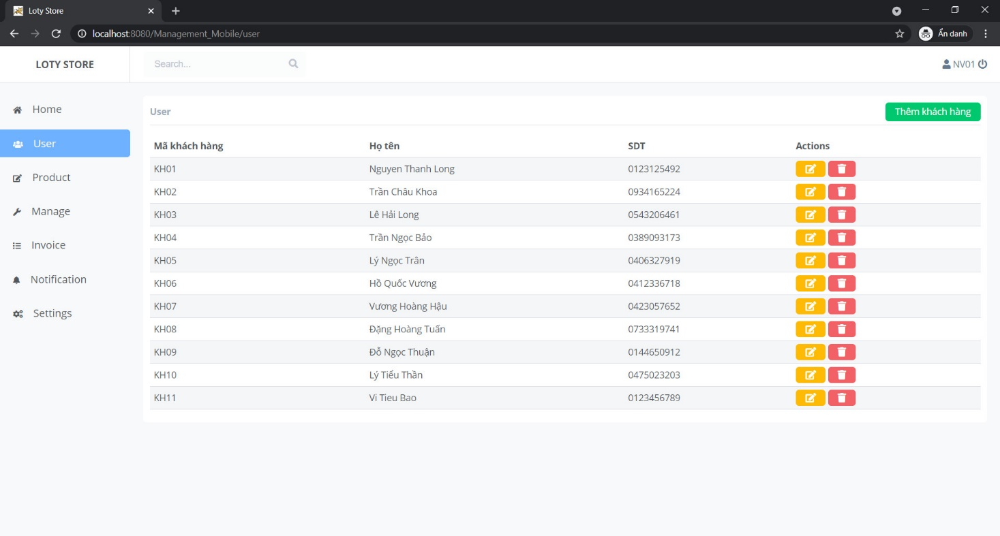 Loty Store
localhost:8080/Management_Mobile/user
Ẩn danh
LOTY STORE
Search...
NV01
Home
User
Product
Manage
Invoice
Notification
Settings
User
Thêm khách hàng
Mã khách hàng Họ tên SDT Actions
KH01 Nguyen Thanh Long 0123125492
KH02 Trần Châu Khoa 0934165224
KH03 Lê Hải Long 0543206461
KH04 Trần Ngọc Bảo 0389093173
KH05 Lý Ngọc Trân 0406327919
KH06 Hồ Quốc Vương 0412336718
KH07 Vương Hoàng Hậu 0423057652
KH08 Đặng Hoàng Tuấn 0733319741
KH09 Đỗ Ngọc Thuận 0144650912
KH10 Lý Tiểu Thần 0475023203
KH11 Vi Tieu Bao 0123456789